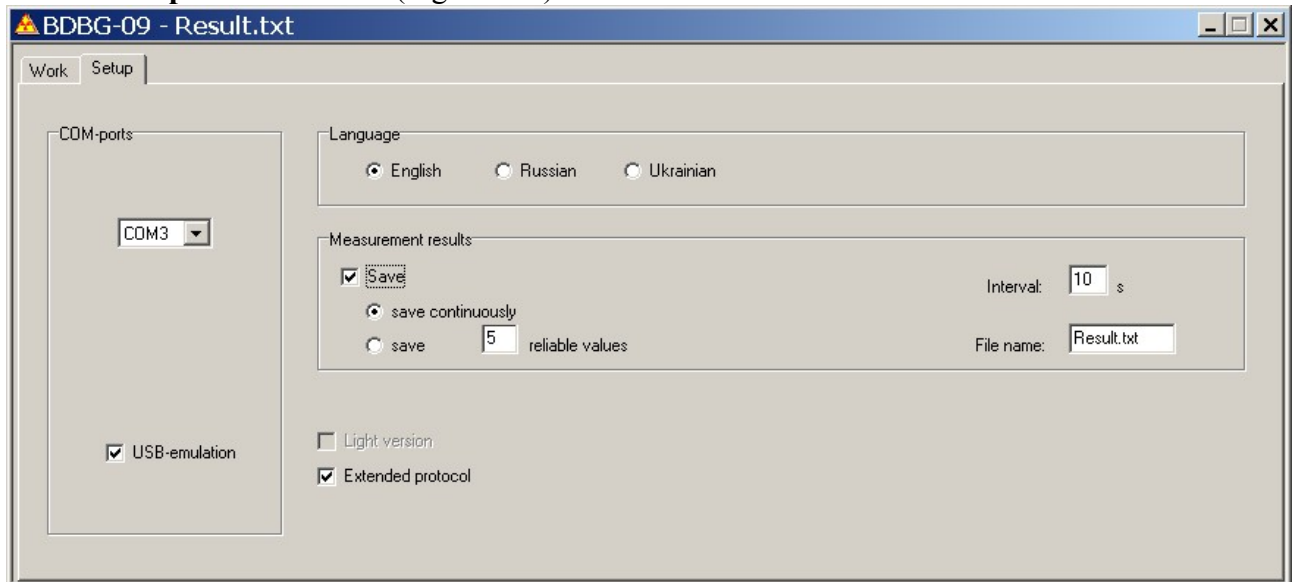 BDBG-09 - Result.txt
Work Setup
COM-ports
COM3
USB-emulation
Language
English Russian Ukrainian
Measurement results
Save
save continuously
save 5 reliable values
Interval: 10 s
File name: Result.txt
Light version
Extended protocol